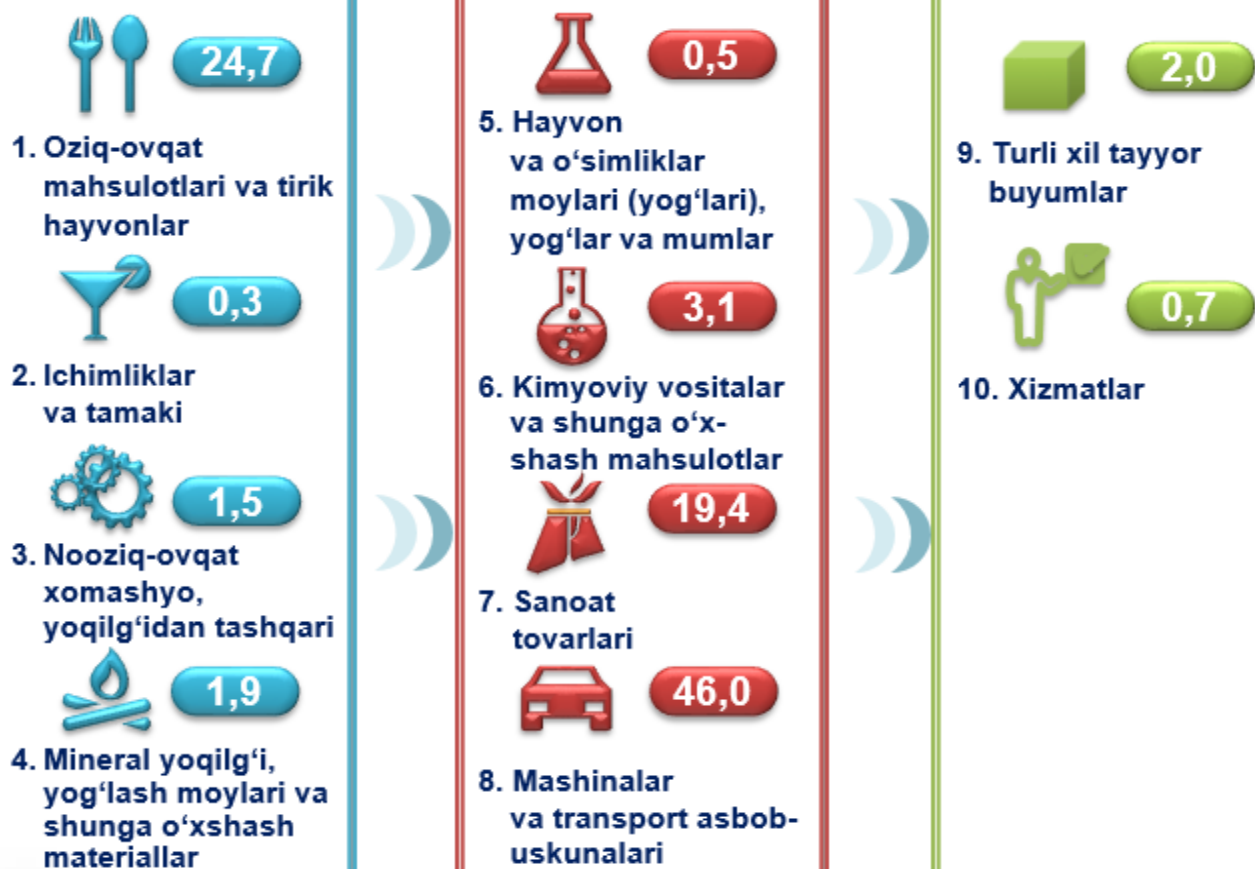 24,7
1. Oziq-ovqat
mahsulotlari va tirik
hayvonlar
0,3
2. Ichimliklar
va tamaki
1,5
3. Nooziq-ovqat
xomashyo,
yoqilg‘idan tashqari
1,9
4. Mineral yoqilg‘i,
yog‘lash moylari va
shunga o‘xshash
materiallar
0,5
5. Hayvon
va o‘simliklar
moylari (yog‘lari),
yog‘lar va mumlar
3,1
6. Kimyoviy vositalar
va shunga o‘x-
shash mahsulotlar
19,4
7. Sanoat
tovarlari
46,0
8. Mashinalar
va transport asbob-
uskunalari
2,0
9. Turli xil tayyor
buyumlar
0,7
10. Xizmatlar